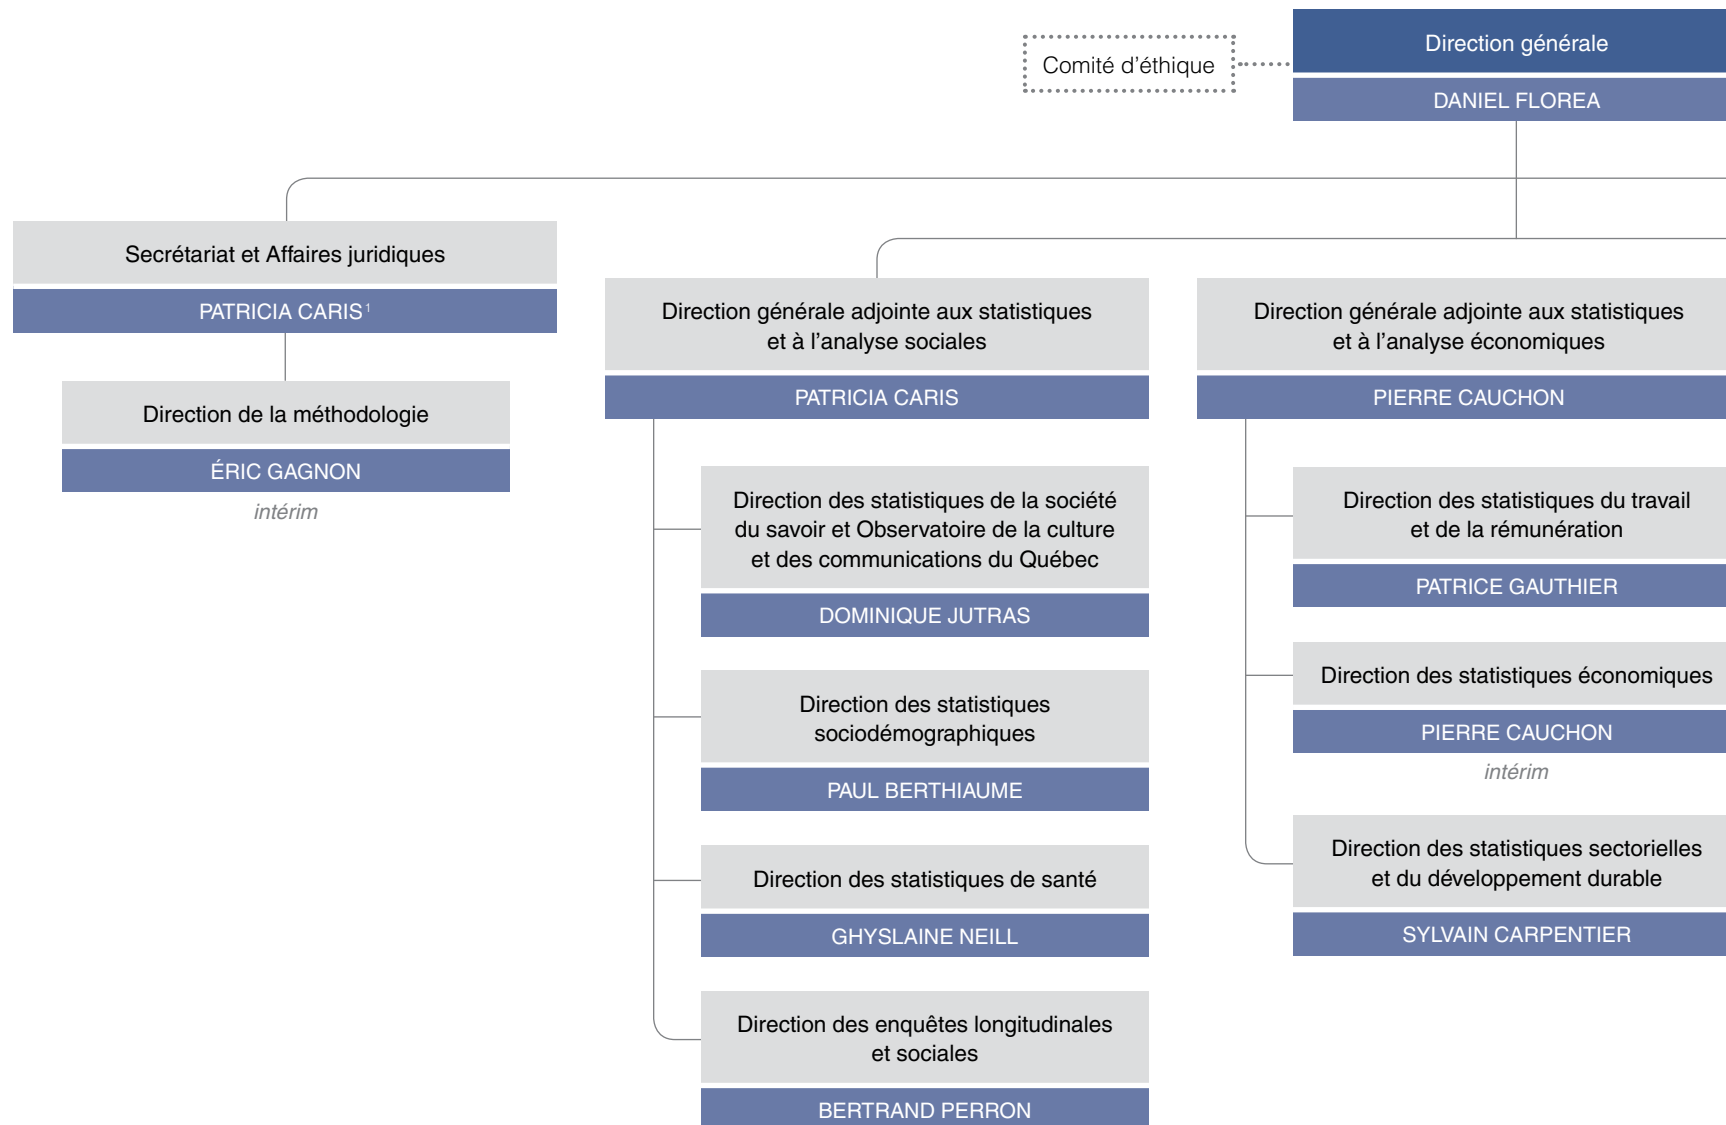 Comité d'éthique
Direction générale
DANIEL FLOREA
Secrétariat et Affaires juridiques
PATRICIA CARIS¹
Direction de la méthodologie
ÉRIC GAGNON
intérim
Direction générale adjointe aux statistiques
et à l'analyse sociales
PATRICIA CARIS
Direction des statistiques de la société
du savoir et Observatoire de la culture
et des communications du Québec
DOMINIQUE JUTRAS
Direction des statistiques
sociodémographiques
PAUL BERTHIAUME
Direction des statistiques de santé
GHYSLAINE NEILL
Direction des enquêtes longitudinales
et sociales
BERTRAND PERRON
Direction générale adjointe aux statistiques
et à l'analyse économiques
PIERRE CAUCHON
Direction des statistiques du travail
et de la rémunération
PATRICE GAUTHIER
Direction des statistiques économiques
PIERRE CAUCHON
intérim
Direction des statistiques sectorielles
et du développement durable
SYLVAIN CARPENTIER